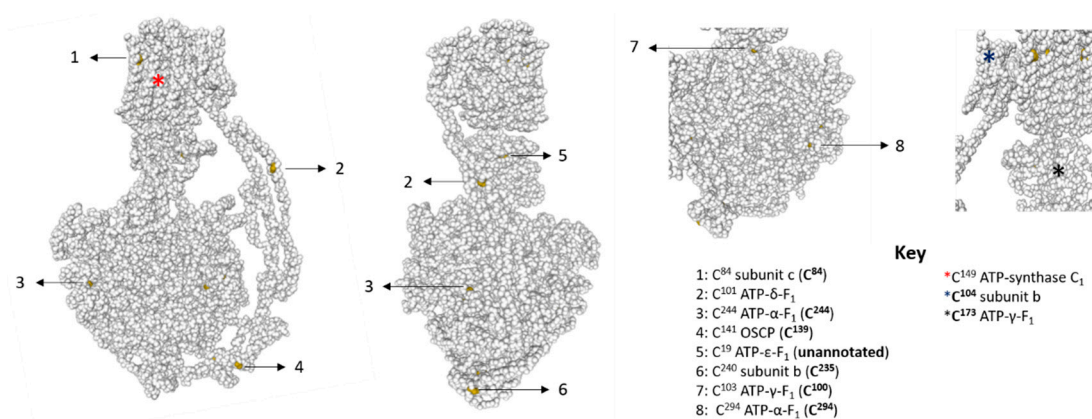 1
*
2
3
4
5
2
3
6
7
8
*
*
Key
1: C⁸⁴ subunit c (C⁸⁴)
2: C¹⁰¹ ATP-δ-F₁
3: C²⁴⁴ ATP-α-F₁ (C²⁴⁴)
4: C¹⁴¹ OSCP (C¹³⁹)
5: C¹⁹ ATP-ε-F₁ (unannotated)
6: C²⁴⁰ subunit b (C²³⁵)
7: C¹⁰³ ATP-γ-F₁ (C¹⁰⁰)
8: C²⁹⁴ ATP-α-F₁ (C²⁹⁴)
*C¹⁴⁹ ATP-synthase C₁
*C¹⁰⁴ subunit b
*C¹⁷³ ATP-γ-F₁